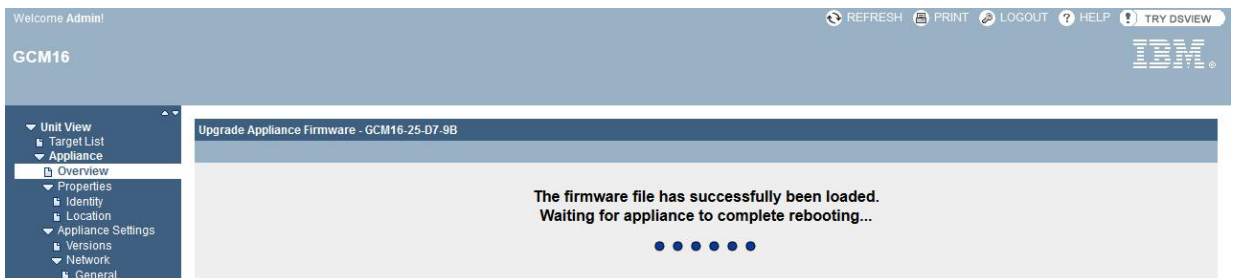 Welcome Admin!
REFRESH PRINT LOGOUT HELP TRY DSVIEW
GCM16
IBM®
Unit View
Target List
Appliance
Overview
Properties
Identity
Location
Appliance Settings
Versions
Network
General
Upgrade Appliance Firmware - GCM16-25-D7-9B
The firmware file has successfully been loaded.
Waiting for appliance to complete rebooting...